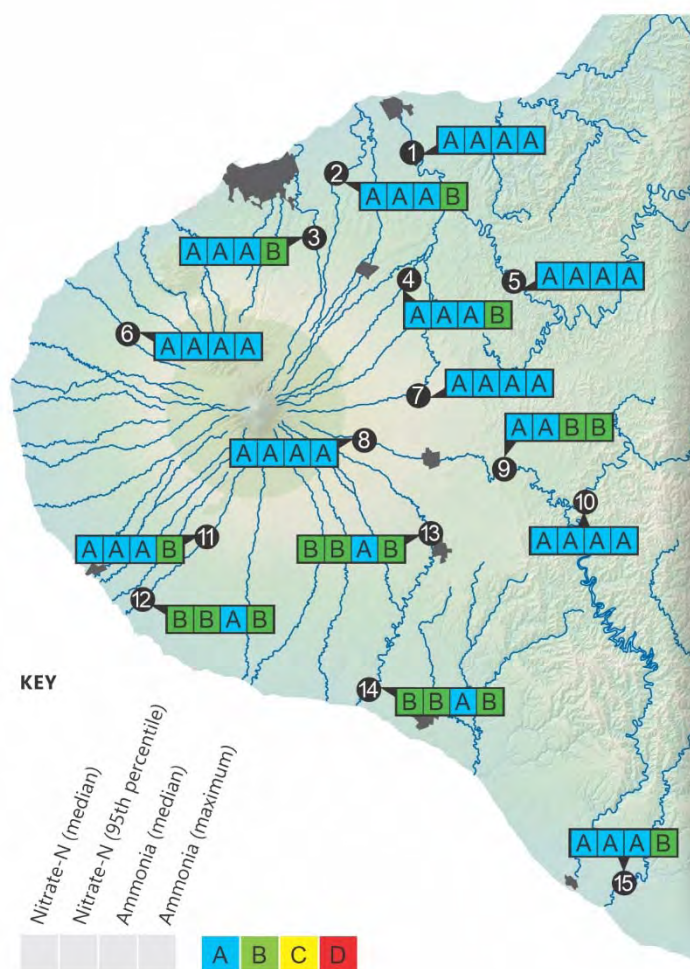 1 AAAA
2 AAAB
3 AAAB
4 AAAB
5 AAAA
6 AAAA
7 AAAA
8 AAAA
9 AABB
10 AAAA
11 AAAB
13 BBAB
12 BBAB
KEY
14 BBAB
Nitrate-N (median)
Nitrate-N (95th percentile)
Ammonia (median)
Ammonia (maximum)
15 AAAB
A B C D